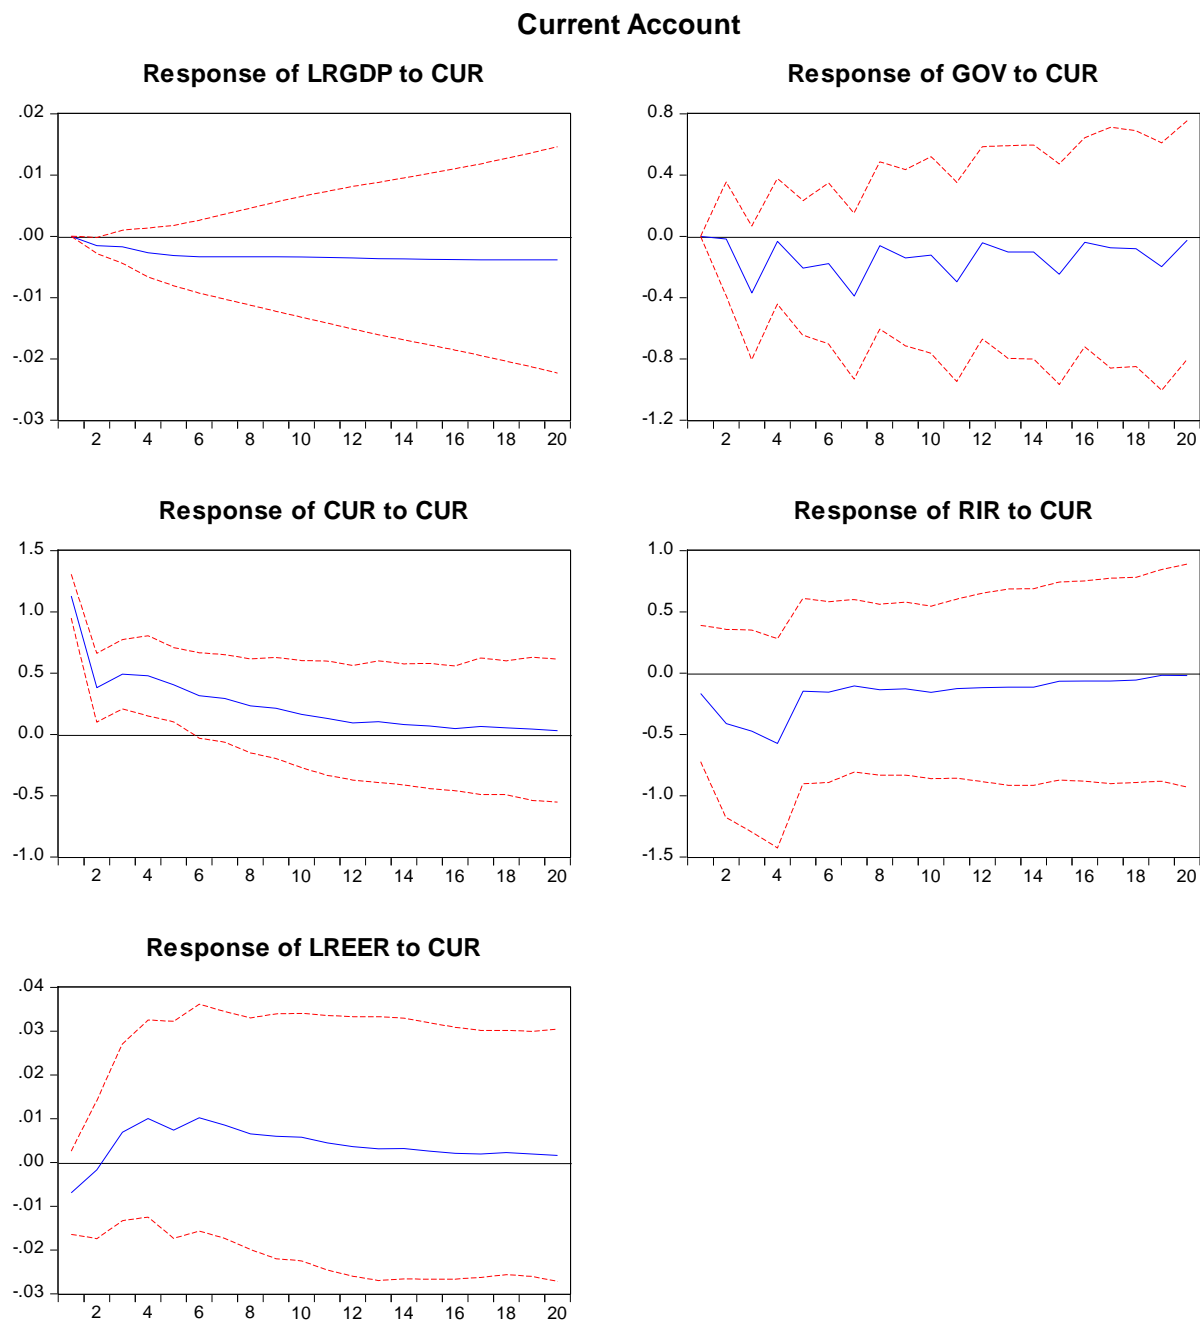 Current Account
Response of LRGDP to CUR
.02
.01
.00
-.01
-.02
-.03
2 4 6 8 10 12 14 16 18 20
Response of GOV to CUR
0.8
0.4
0.0
-0.4
-0.8
-1.2
2 4 6 8 10 12 14 16 18 20
Response of CUR to CUR
1.5
1.0
0.5
0.0
-0.5
-1.0
2 4 6 8 10 12 14 16 18 20
Response of RIR to CUR
1.0
0.5
0.0
-0.5
-1.0
-1.5
2 4 6 8 10 12 14 16 18 20
Response of LREER to CUR
.04
.03
.02
.01
.00
-.01
-.02
-.03
2 4 6 8 10 12 14 16 18 20